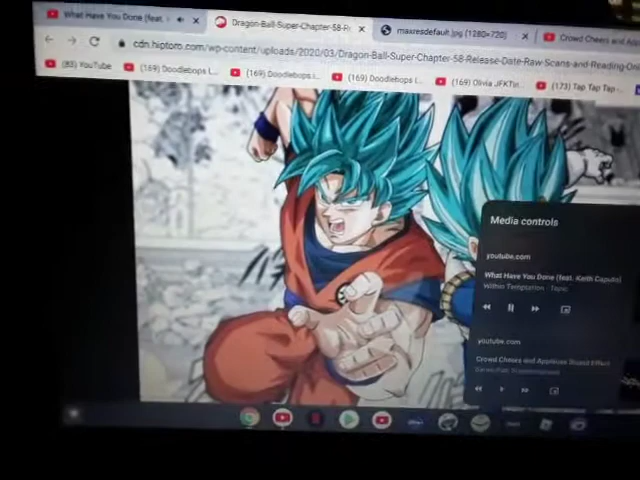 What Have You Done (feat.
Dragon-Ball-Super-Chapter-58-R
maxresdefault.jpg (1280×720)
Crowd Cheers and Ap
cdn.hiptoro.com/wp-content/uploads/2020/03/Dragon-Ball-Super-Chapter-58-Release-Date-Raw-Scans-and-Reading-Onl
(83) YouTube
(169) Doodlebops L...
(169) Doodlebops I...
(169) Doodlebops L...
(169) Olivia JFKTin...
(173) Tap Tap Tap -...
Media controls
youtube.com
What Have You Done (feat. Keith Caputo)
Within Temptation - Topic
youtube.com
Crowd Cheers and Applause Sound Effect